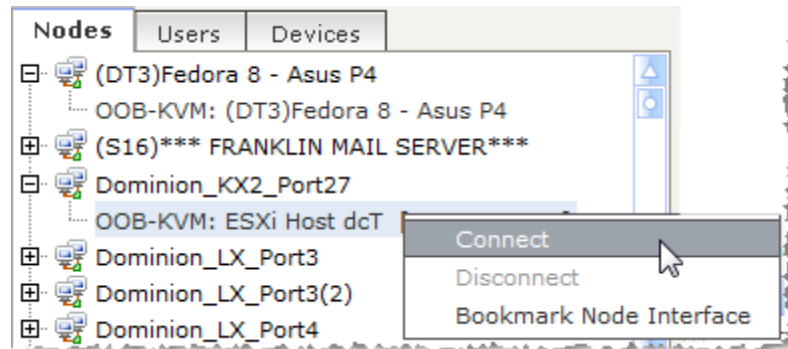 Nodes Users Devices
(DT3)Fedora 8 - Asus P4
OOB-KVM: (DT3)Fedora 8 - Asus P4
(S16)*** FRANKLIN MAIL SERVER***
Dominion_KX2_Port27
OOB-KVM: ESXi Host dcT
Connect
Dominion_LX_Port3
Disconnect
Dominion_LX_Port3(2)
Bookmark Node Interface
Dominion_LX_Port4